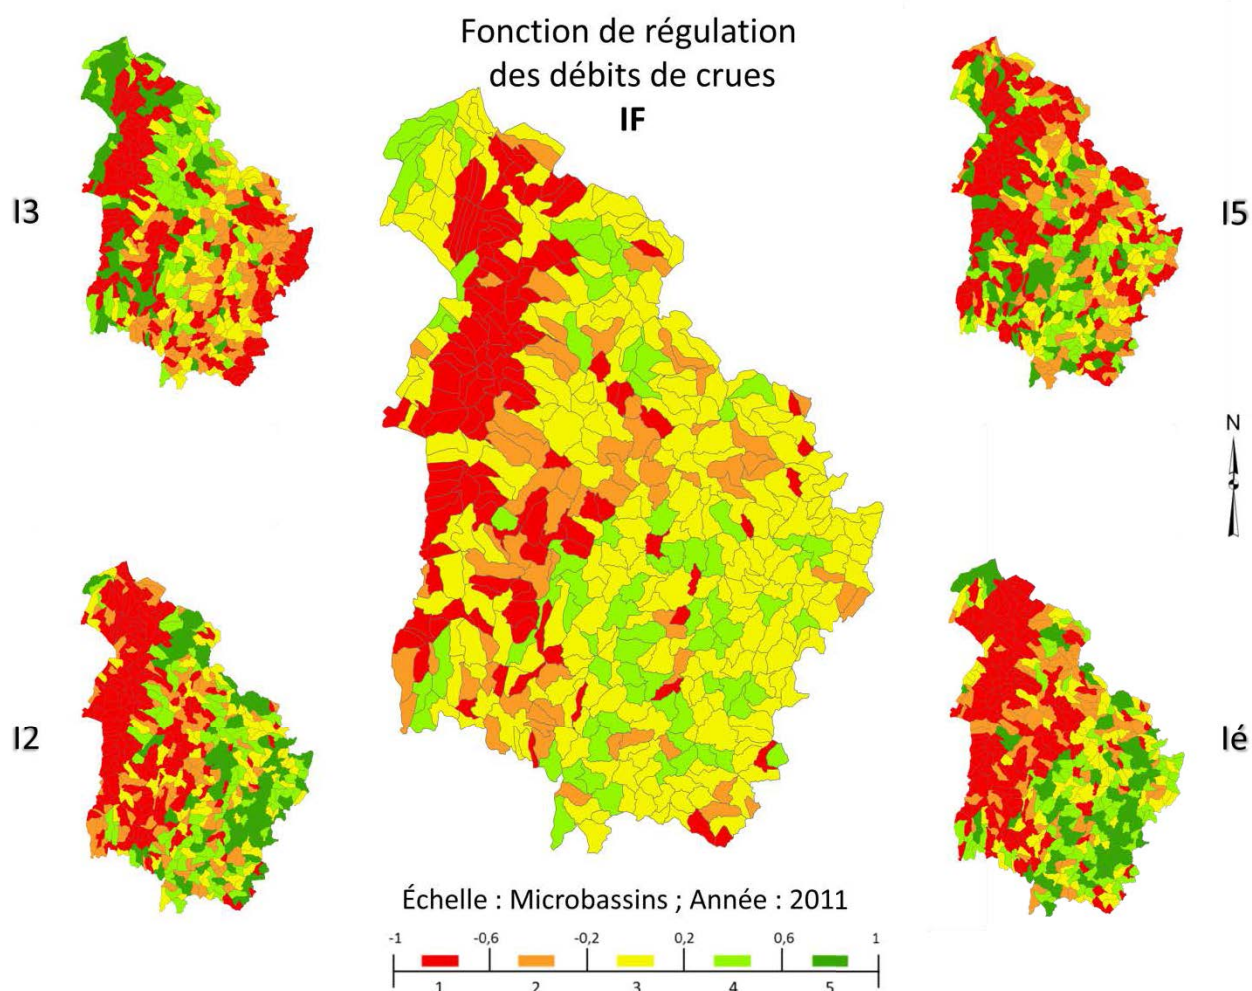 Fonction de régulation
des débits de crues
IF
I3
I5
N
I2
Ié
Échelle : Microbassins ; Année : 2011
-1 -0,6 -0,2 0,2 0,6 1
1 2 3 4 5